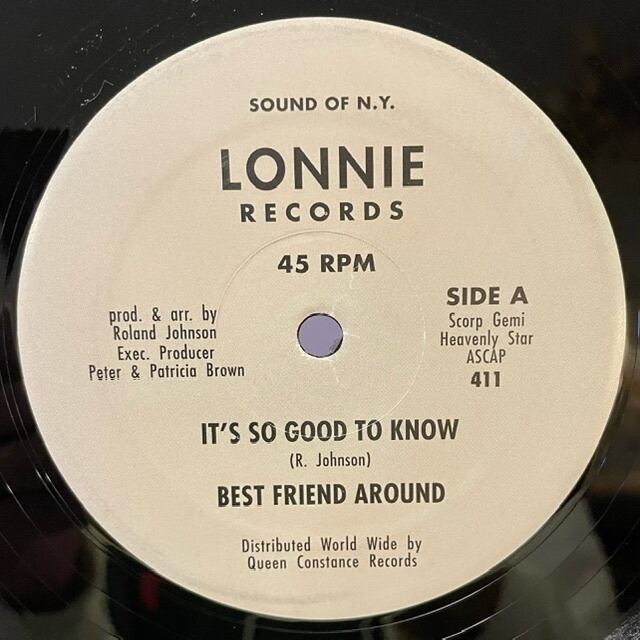 SOUND OF N.Y.
LONNIE
RECORDS
45 RPM
prod. & arr. by
Roland Johnson
Exec. Producer
Peter & Patricia Brown
SIDE A
Scorp Gemi
Heavenly Star
ASCAP
411
IT'S SO GOOD TO KNOW
(R. Johnson)
BEST FRIEND AROUND
Distributed World Wide by
Queen Constance Records